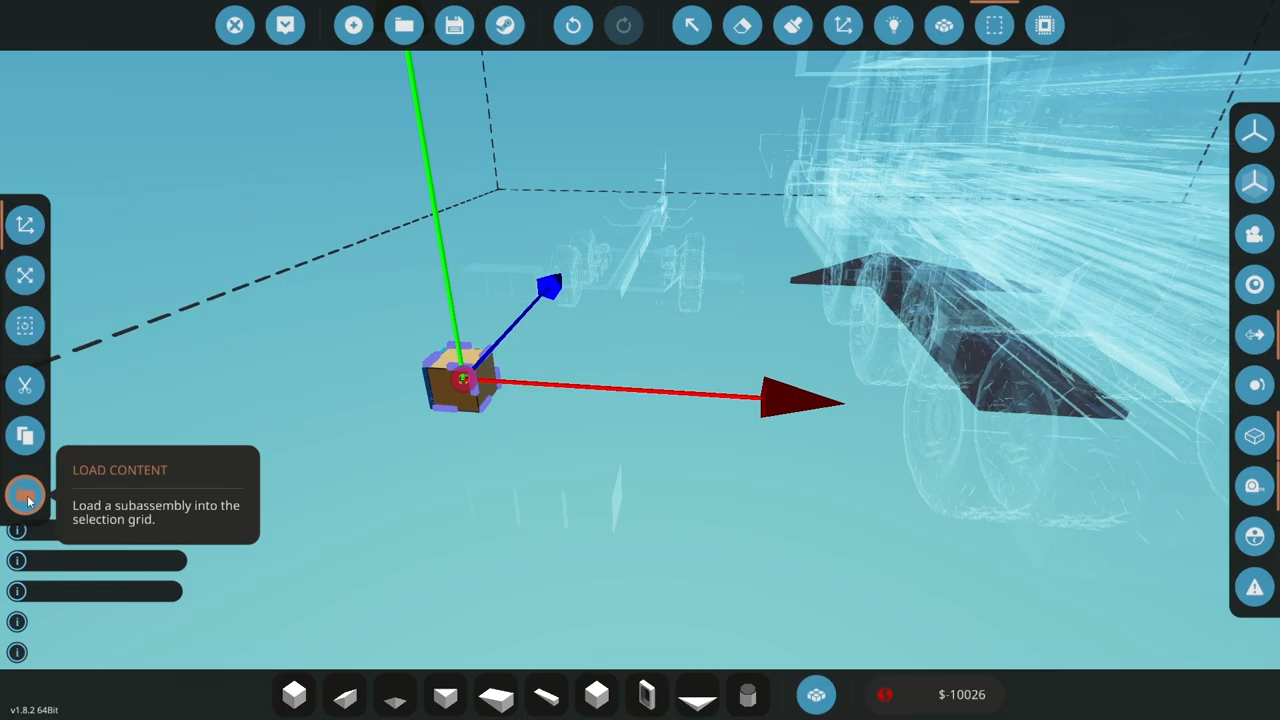 LOAD CONTENT
Load a subassembly into the
selection grid.
$-10026
v1.8.2 64Bit